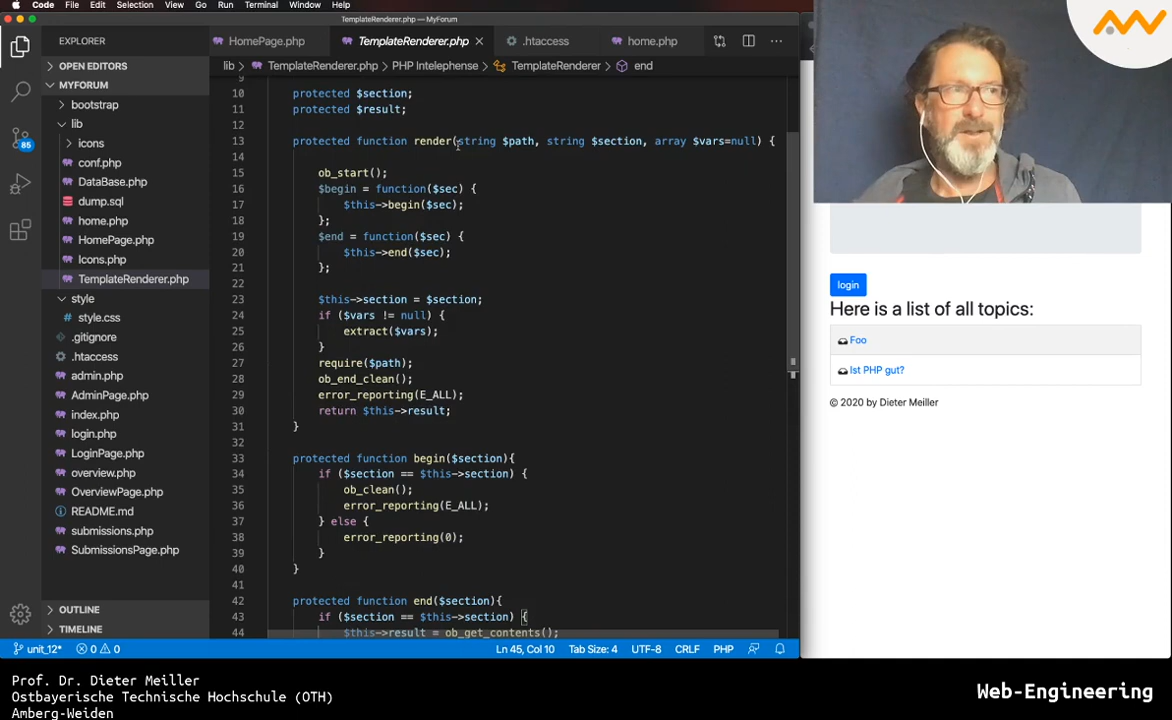 Code File Edit Selection View Go Run Terminal Window Help
TemplateRenderer.php — MyForum
EXPLORER
HomePage.php
TemplateRenderer.php
.htaccess
home.php
OPEN EDITORS
MYFORUM
bootstrap
lib
icons
conf.php
DataBase.php
dump.sql
home.php
HomePage.php
Icons.php
TemplateRenderer.php
style
style.css
.gitignore
.htaccess
admin.php
AdminPage.php
index.php
login.php
LoginPage.php
overview.php
OverviewPage.php
README.md
submissions.php
SubmissionsPage.php
OUTLINE
TIMELINE
85
lib > TemplateRenderer.php > PHP Intelephense > TemplateRenderer > end
9
10 protected $section;
11 protected $result;
12
13 protected function render(string $path, string $section, array $vars=null) {
14
15 ob_start();
16 $begin = function($sec) {
17 $this->begin($sec);
18 };
19 $end = function($sec) {
20 $this->end($sec);
21 };
22
23 $this->section = $section;
24 if ($vars != null) {
25 extract($vars);
26 }
27 require($path);
28 ob_end_clean();
29 error_reporting(E_ALL);
30 return $this->result;
31 }
32
33 protected function begin($section){
34 if ($section == $this->section) {
35 ob_clean();
36 error_reporting(E_ALL);
37 } else {
38 error_reporting(0);
39 }
40 }
41
42 protected function end($section){
43 if ($section == $this->section) {
44 $this->result = ob_get_contents();
unit_12* 0 0
Ln 45, Col 10 Tab Size: 4 UTF-8 CRLF PHP
login
Here is a list of all topics:
Foo
Ist PHP gut?
© 2020 by Dieter Meiller
Prof. Dr. Dieter Meiller
Ostbayerische Technische Hochschule (OTH)
Amberg-Weiden
Web-Engineering